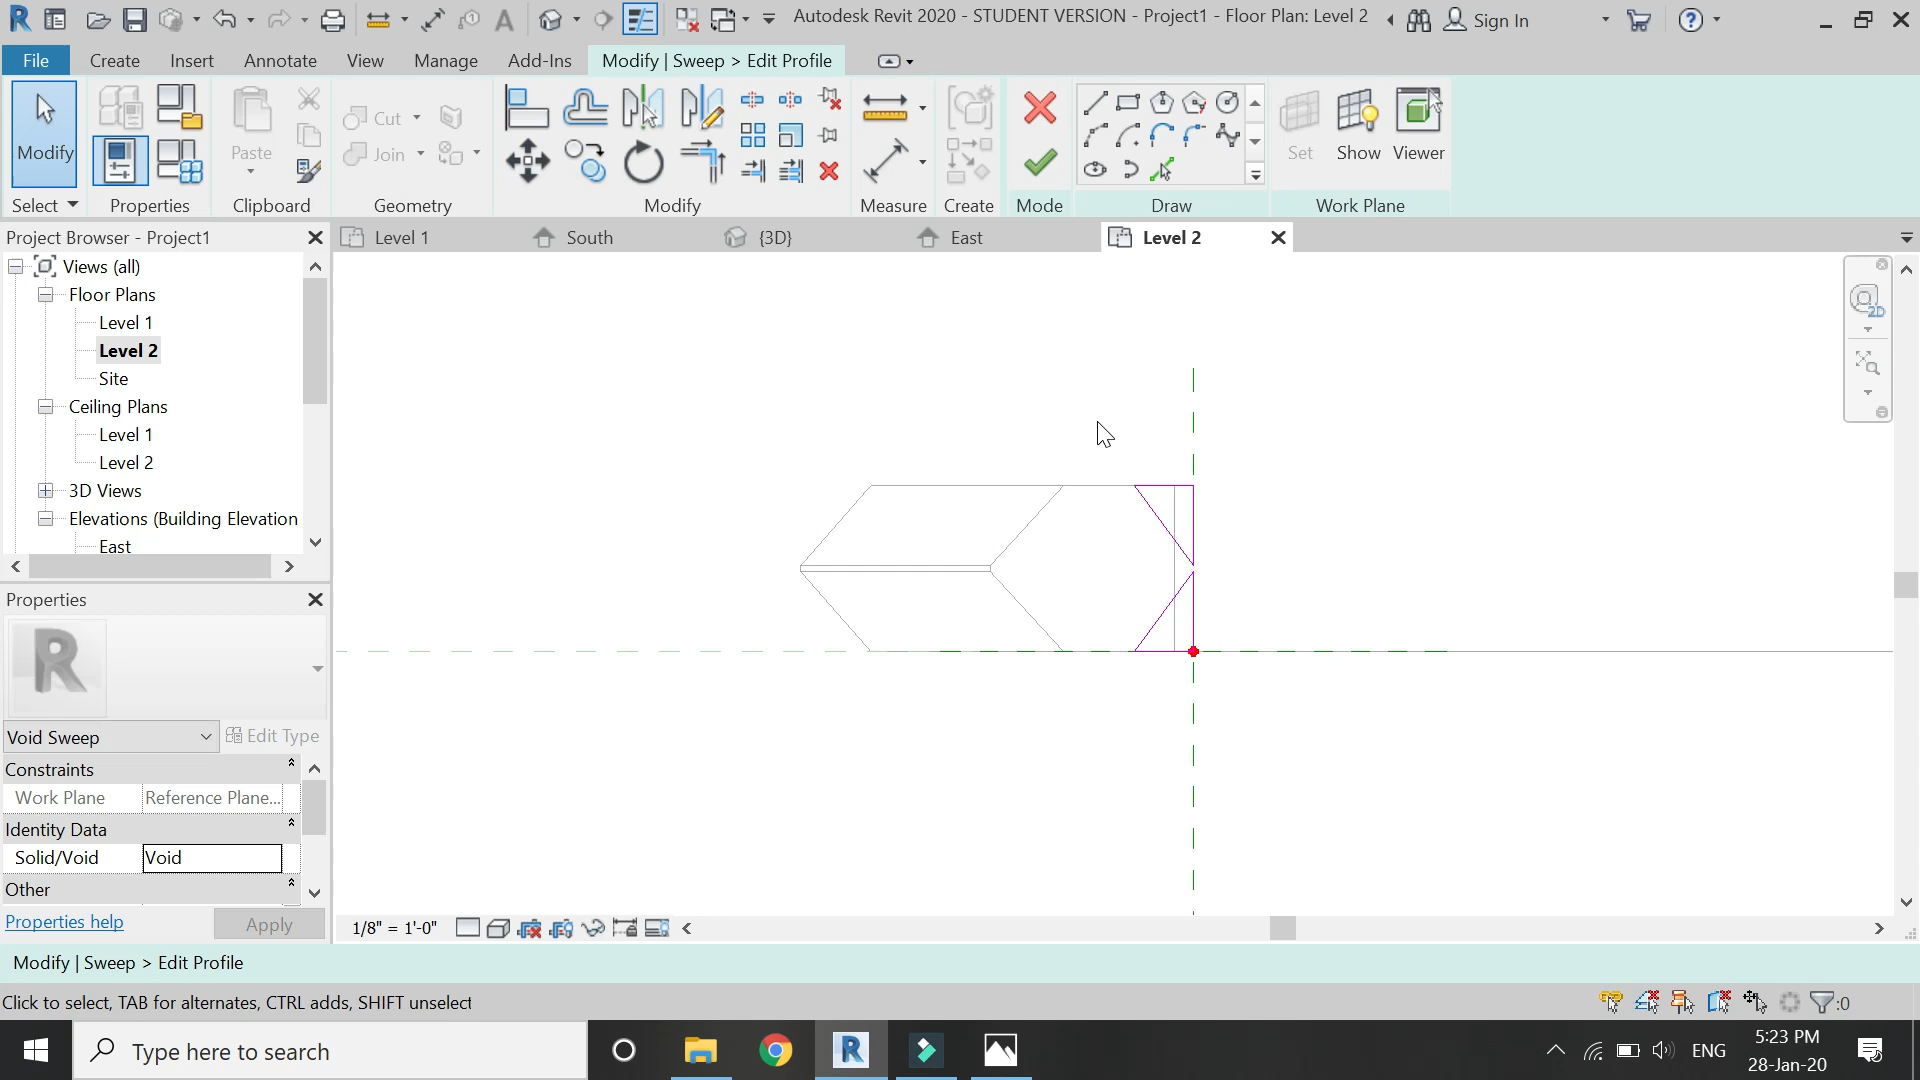 Autodesk Revit 2020 - STUDENT VERSION - Project1 - Floor Plan: Level 2
Sign In
File
Create
Insert
Annotate
View
Manage
Add-Ins
Modify | Sweep > Edit Profile
Modify
Paste
Cut
Join
Set
Show
Viewer
Select
Properties
Clipboard
Geometry
Modify
Measure
Create
Mode
Draw
Work Plane
Project Browser - Project1
Level 1
South
{3D}
East
Level 2
Views (all)
Floor Plans
Level 1
Level 2
Site
Ceiling Plans
Level 1
Level 2
3D Views
Elevations (Building Elevation
East
2D
Properties
R
Void Sweep
Edit Type
Constraints
Work Plane
Reference Plane...
Identity Data
Solid/Void
Void
Other
Properties help
Apply
1/8" = 1'-0"
Modify | Sweep > Edit Profile
Click to select, TAB for alternates, CTRL adds, SHIFT unselect
:0
Type here to search
ENG
5:23 PM
28-Jan-20